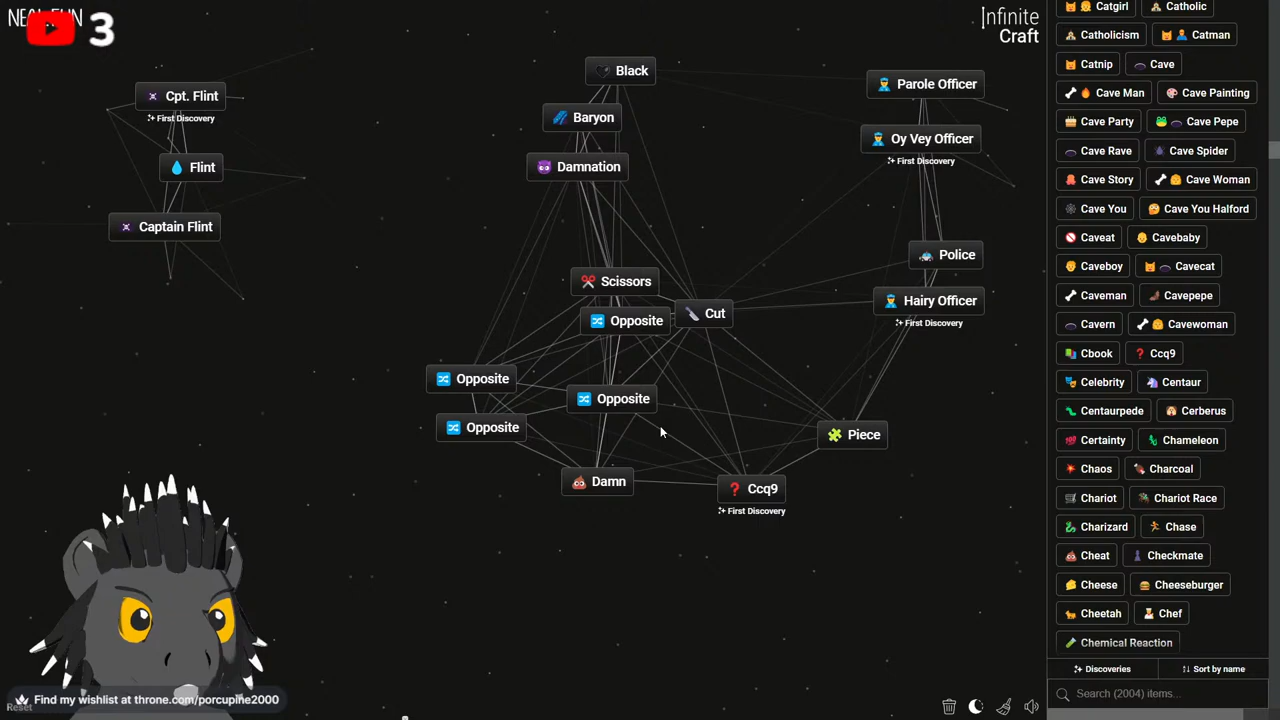 NEAL.FUN
3
Infinite
Craft
Cpt. Flint
First Discovery
Flint
Captain Flint
Black
Baryon
Damnation
Scissors
Opposite
Cut
Opposite
Opposite
Opposite
Damn
Ccq9
First Discovery
Parole Officer
Oy Vey Officer
First Discovery
Police
Hairy Officer
First Discovery
Piece
Catgirl Catholic
Catholicism Catman
Catnip Cave
Cave Man Cave Painting
Cave Party Cave Pepe
Cave Rave Cave Spider
Cave Story Cave Woman
Cave You Cave You Halford
Caveat Cavebaby
Caveboy Cavecat
Caveman Cavepepe
Cavern Cavewoman
Cbook Ccq9
Celebrity Centaur
Centaurpede Cerberus
Certainty Chameleon
Chaos Charcoal
Chariot Chariot Race
Charizard Chase
Cheat Checkmate
Cheese Cheeseburger
Cheetah Chef
Chemical Reaction
Discoveries Sort by name
Search (2004) items...
Find my wishlist at throne.com/porcupine2000
Reset